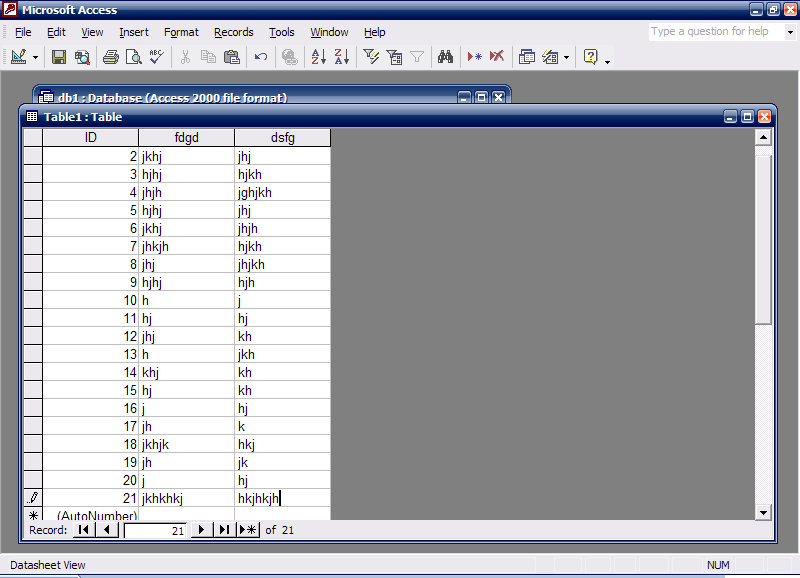 Microsoft Access
File Edit View Insert Format Records Tools Window Help
Type a question for help
db1 : Database (Access 2000 file format)
Table1 : Table
ID fdgd dsfg
2 jkhj jhj
3 hjhj hjkh
4 jhjh jghjkh
5 hjhj jhj
6 jkhj jhjh
7 jhkjh hjkh
8 jhj jhjkh
9 hjhj hjh
10 h j
11 hj hj
12 jhj kh
13 h jkh
14 khj kh
15 hj kh
16 j hj
17 jh k
18 jkhjk hkj
19 jh jk
20 j hj
21 jkhkhkj hkjhkjh
(AutoNumber)
Record: 21 of 21
Datasheet View NUM